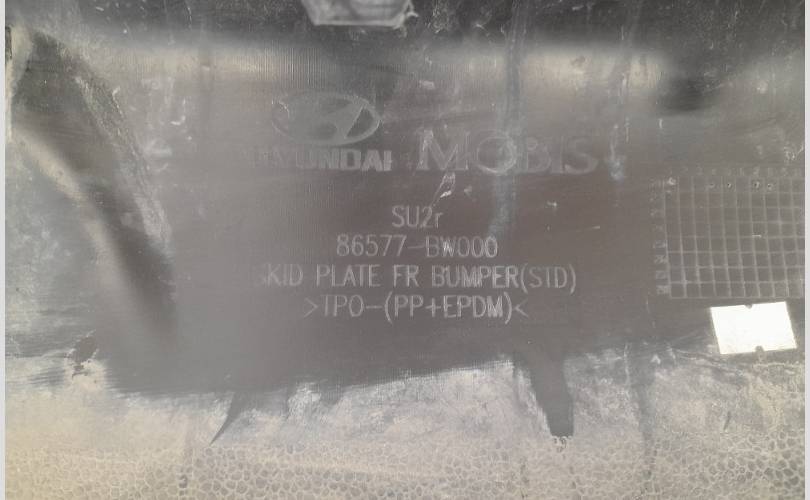 HYUNDAI MOBIS
SU2r
86577-BW000
SKID PLATE FR BUMPER(STD)
>TPO-(PP+EPDM)<